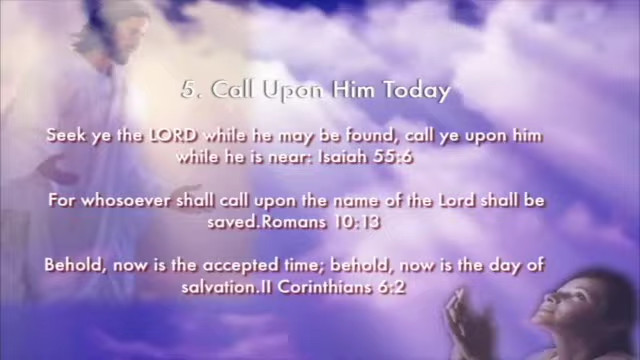 5. Call Upon Him Today
Seek ye the LORD while he may be found, call ye upon him
while he is near: Isaiah 55:6
For whosoever shall call upon the name of the Lord shall be
saved.Romans 10:13
Behold, now is the accepted time; behold, now is the day of
salvation.II Corinthians 6:2